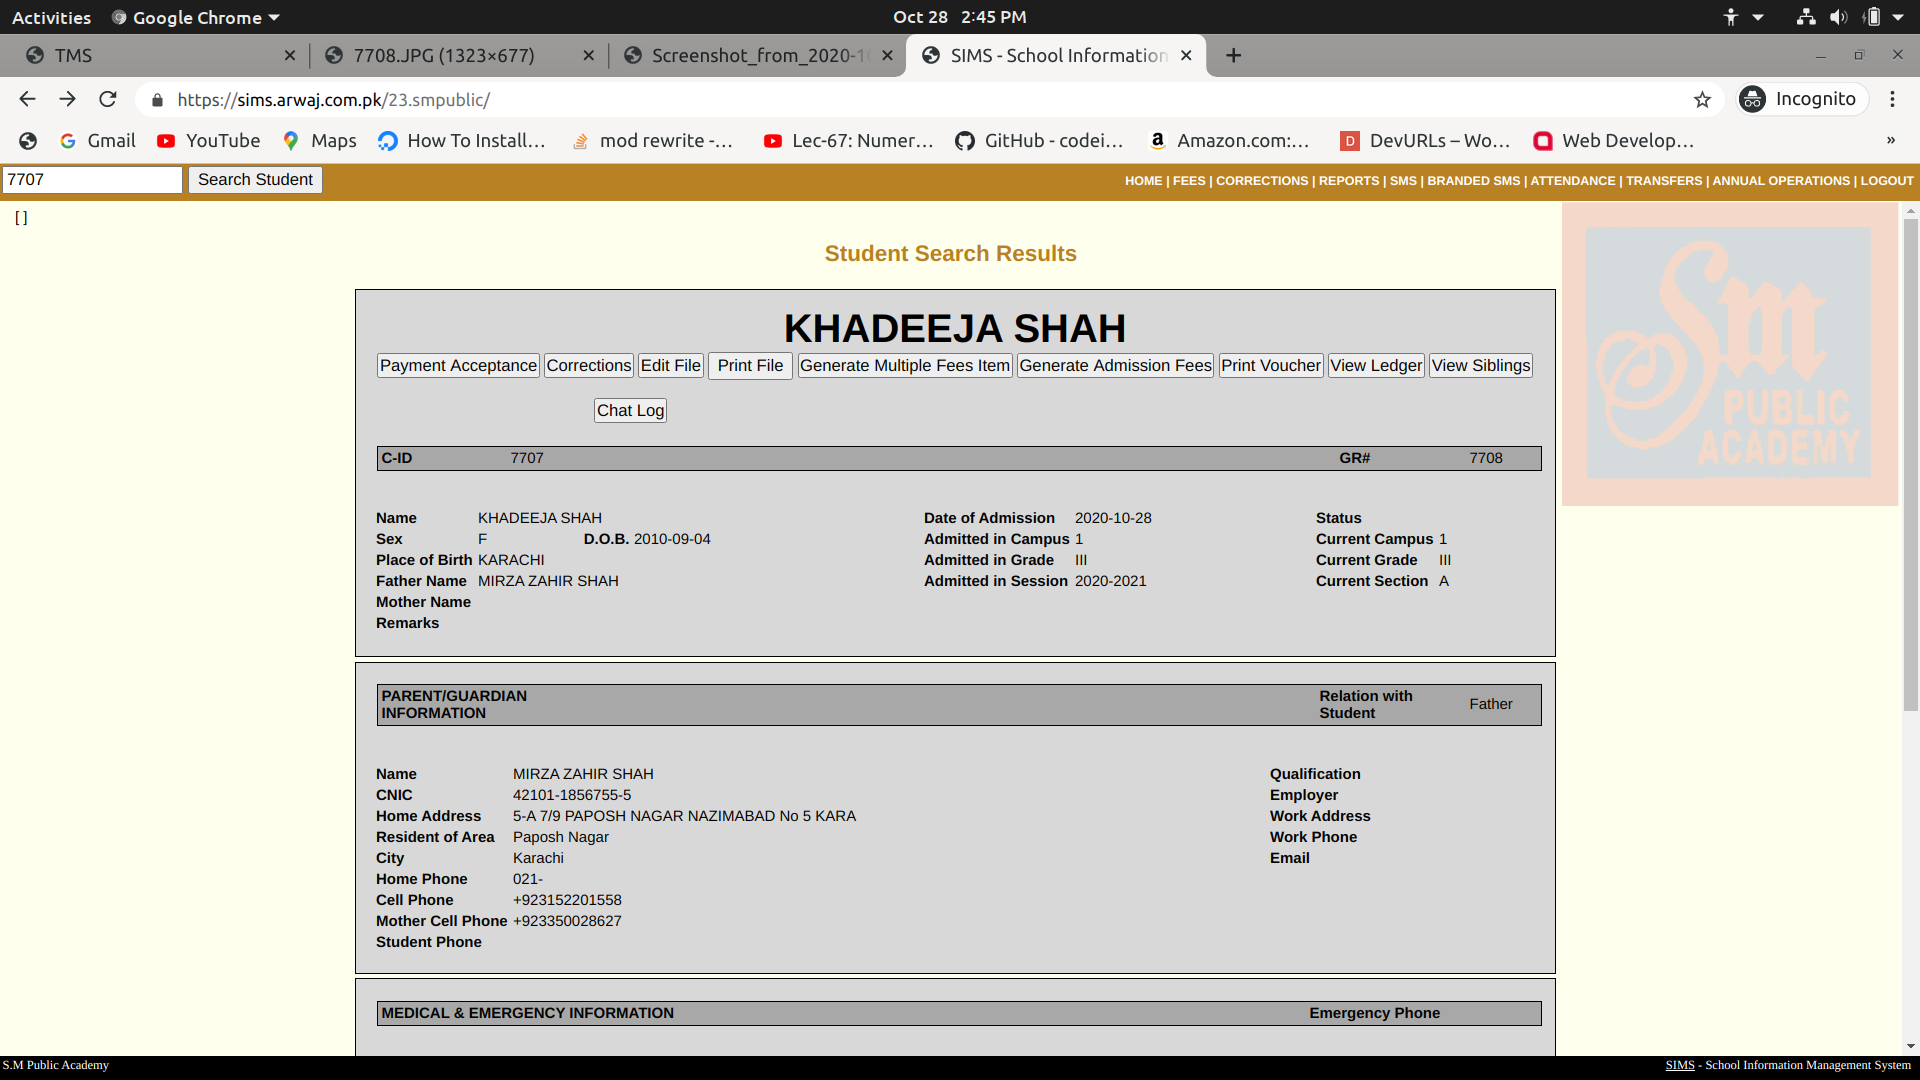 Activities Google Chrome Oct 28 2:45 PM
TMS 7708.JPG (1323×677) Screenshot_from_2020-10 SIMS - School Information
https://sims.arwaj.com.pk/23.smpublic/ Incognito
Gmail YouTube Maps How To Install… mod rewrite -… Lec-67: Numer… GitHub - codei… Amazon.com:… DevURLs – Wo… Web Develop… »
7707 Search Student HOME | FEES | CORRECTIONS | REPORTS | SMS | BRANDED SMS | ATTENDANCE | TRANSFERS | ANNUAL OPERATIONS | LOGOUT
[ ]
Student Search Results
Sm
PUBLIC
ACADEMY
KHADEEJA SHAH
Payment Acceptance Corrections Edit File Print File Generate Multiple Fees Item Generate Admission Fees Print Voucher View Ledger View Siblings
Chat Log
C-ID 7707 GR# 7708
Name KHADEEJA SHAH Date of Admission 2020-10-28 Status
Sex F D.O.B. 2010-09-04 Admitted in Campus 1 Current Campus 1
Place of Birth KARACHI Admitted in Grade III Current Grade III
Father Name MIRZA ZAHIR SHAH Admitted in Session 2020-2021 Current Section A
Mother Name
Remarks
PARENT/GUARDIAN INFORMATION Relation with Student Father
Name MIRZA ZAHIR SHAH Qualification
CNIC 42101-1856755-5 Employer
Home Address 5-A 7/9 PAPOSH NAGAR NAZIMABAD No 5 KARA Work Address
Resident of Area Paposh Nagar Work Phone
City Karachi Email
Home Phone 021-
Cell Phone +923152201558
Mother Cell Phone +923350028627
Student Phone
MEDICAL & EMERGENCY INFORMATION Emergency Phone
S.M Public Academy SIMS - School Information Management System